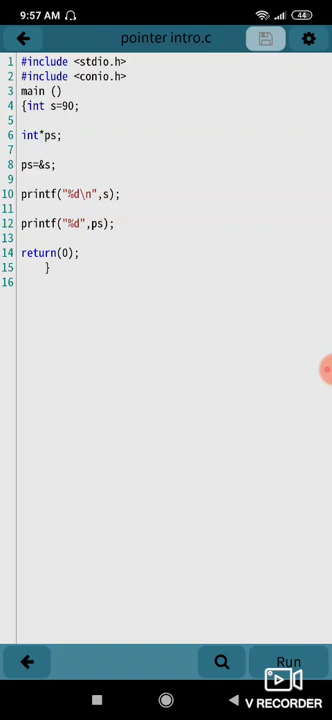 9:57 AM
44
pointer intro.c
1 #include <stdio.h>
2 #include <conio.h>
3 main ()
4 {int s=90;
5
6 int*ps;
7
8 ps=&s;
9
10 printf("%d\n",s);
11
12 printf("%d",ps);
13
14 return(0);
15 }
16
Run
V RECORDER